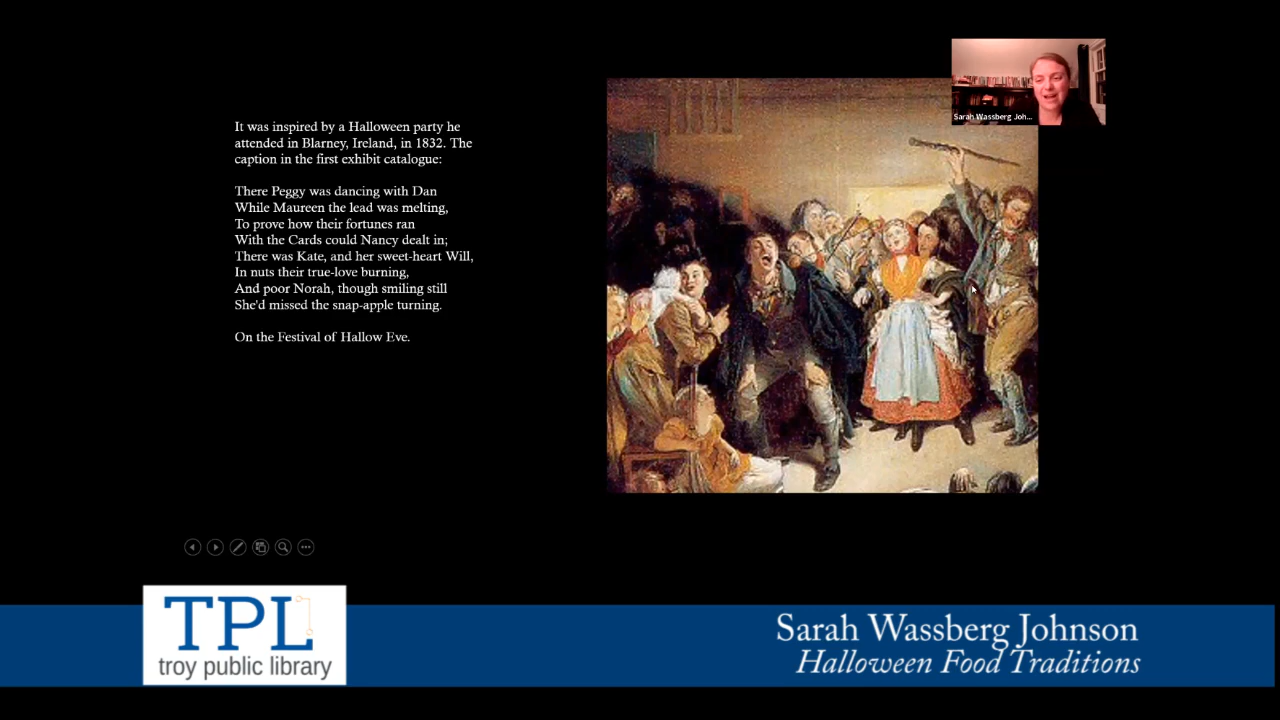 Sarah Wassberg Joh...
It was inspired by a Halloween party he
attended in Blarney, Ireland, in 1832. The
caption in the first exhibit catalogue:
There Peggy was dancing with Dan
While Maureen the lead was melting,
To prove how their fortunes ran
With the Cards could Nancy dealt in;
There was Kate, and her sweet-heart Will,
In nuts their true-love burning,
And poor Norah, though smiling still
She'd missed the snap-apple turning.
On the Festival of Hallow Eve.
TPL
troy public library
Sarah Wassberg Johnson
Halloween Food Traditions